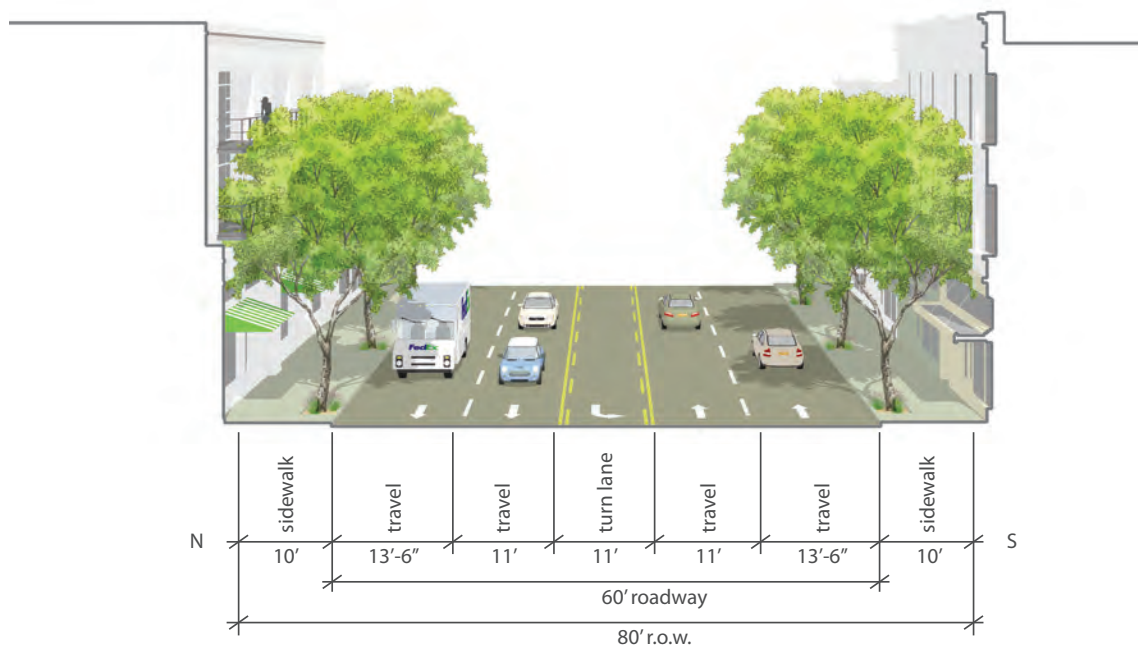 FedEx
sidewalk
travel
travel
turn lane
travel
travel
sidewalk
N
10’
13’-6”
11’
11’
11’
13’-6”
10’
S
60’ roadway
80’ r.o.w.